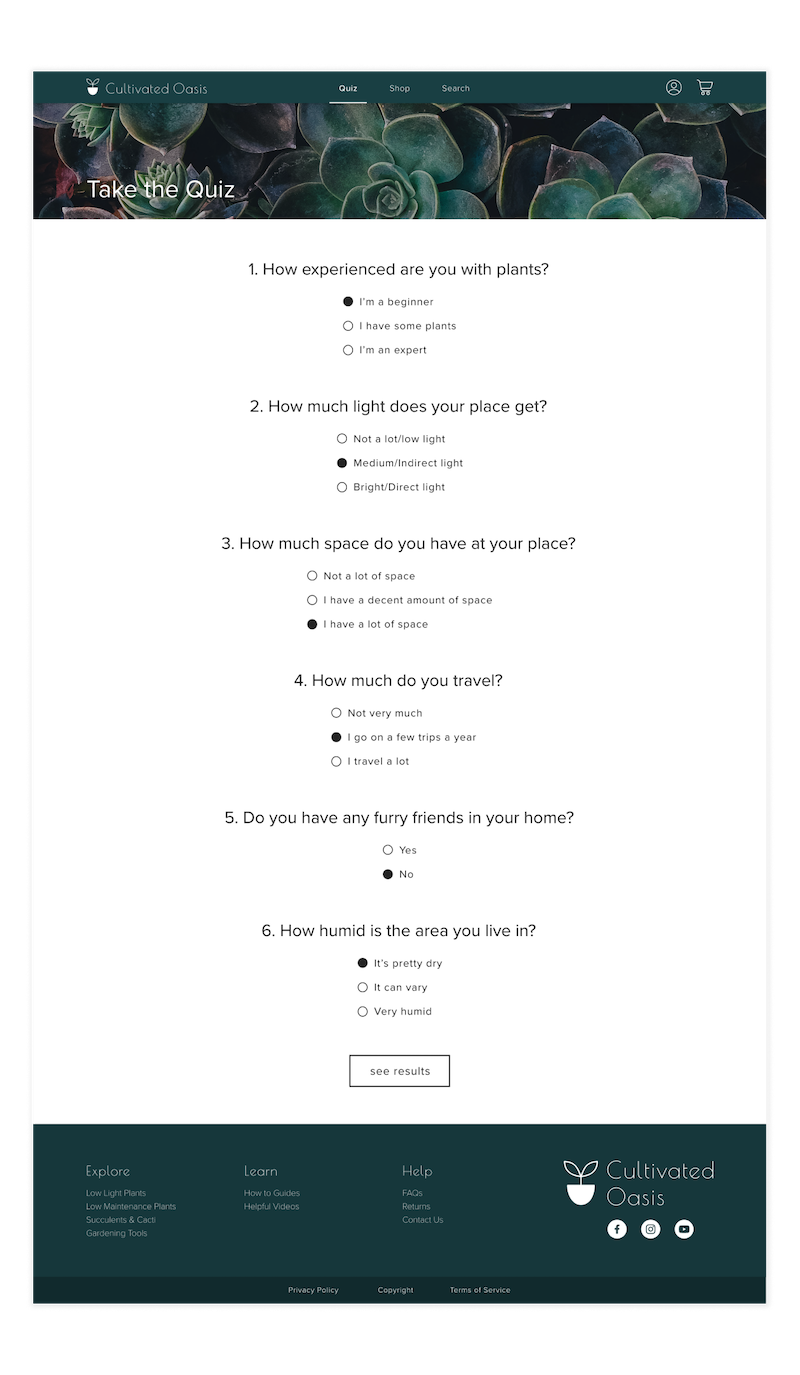 Cultivated Oasis
Quiz
Shop
Search
Take the Quiz
1. How experienced are you with plants?
I'm a beginner
I have some plants
I'm an expert
2. How much light does your place get?
Not a lot/low light
Medium/Indirect light
Bright/Direct light
3. How much space do you have at your place?
Not a lot of space
I have a decent amount of space
I have a lot of space
4. How much do you travel?
Not very much
I go on a few trips a year
I travel a lot
5. Do you have any furry friends in your home?
Yes
No
6. How humid is the area you live in?
It's pretty dry
It can vary
Very humid
see results
Explore
Low Light Plants
Low Maintenance Plants
Succulents & Cacti
Gardening Tools
Learn
How to Guides
Helpful Videos
Help
FAQs
Returns
Contact Us
Cultivated
Oasis
Privacy Policy
Copyright
Terms of Service